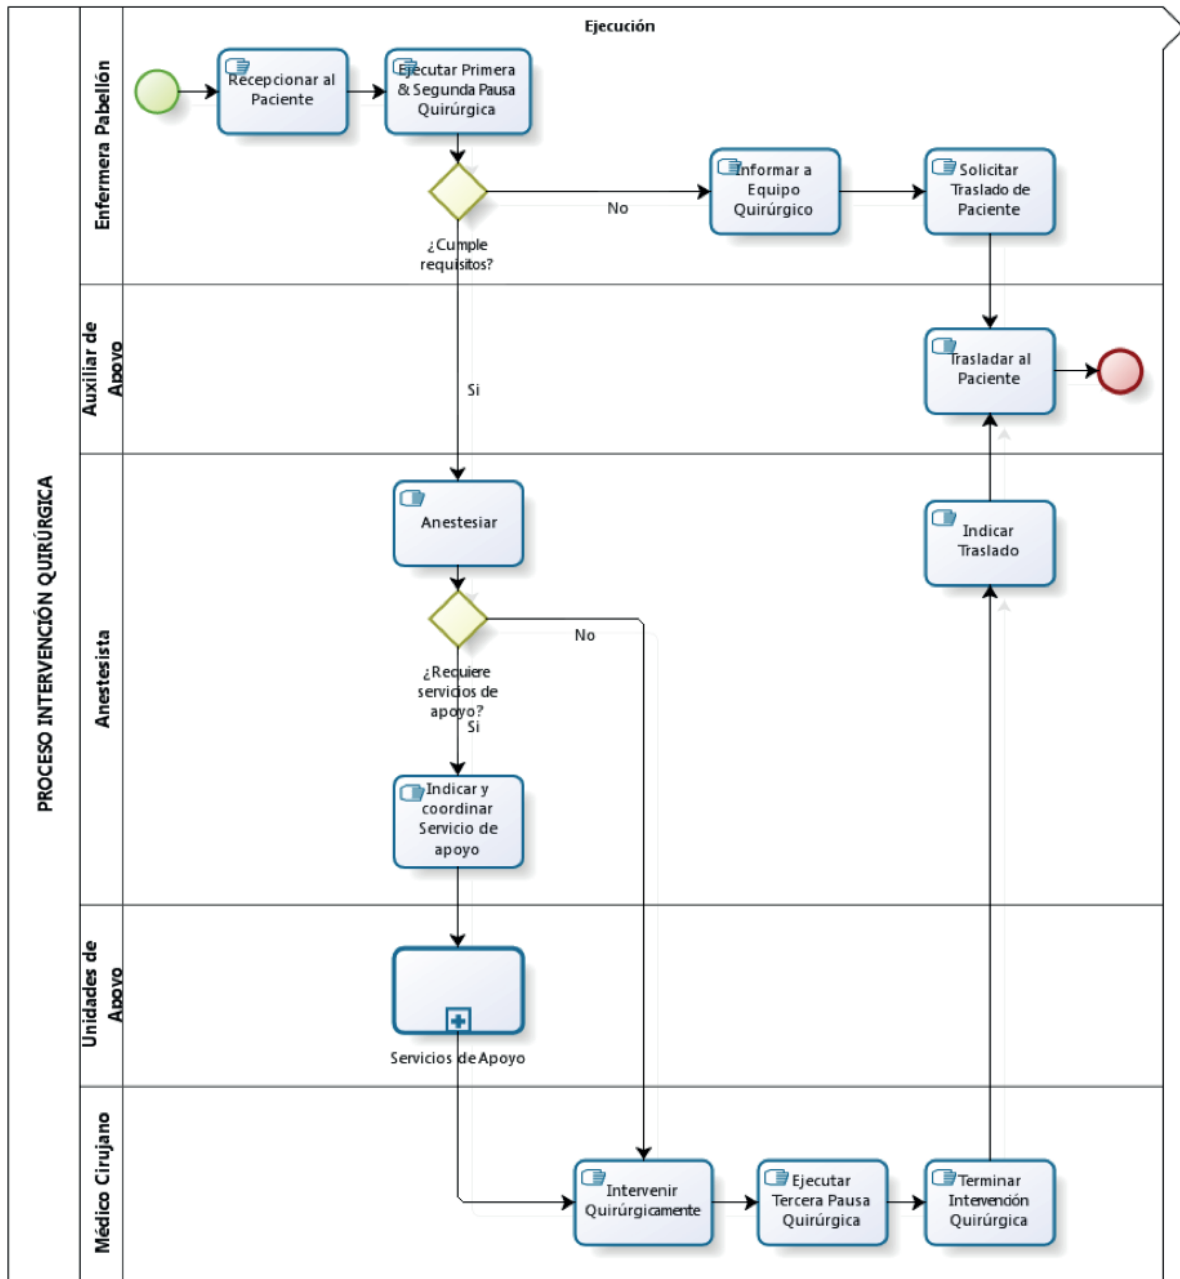 Ejecución
PROCESO INTERVENCIÓN QUIRÚRGICA
Enfermera Pabellón
Recepcionar al
Paciente
Ejecutar Primera
& Segunda Pausa
Quirúrgica
¿Cumple
requisitos?
No
Informar a
Equipo
Quirúrgico
Solicitar
Traslado de
Paciente
Auxiliar de
Apoyo
Si
Trasladar al
Paciente
Anestesista
Anestesiar
Indicar
Traslado
¿Requiere
servicios de
apoyo?
No
Si
Indicar y
coordinar
Servicio de
apoyo
Unidades de
Apoyo
Servicios de Apoyo
Médico Cirujano
Intervenir
Quirúrgicamente
Ejecutar
Tercera Pausa
Quirúrgica
Terminar
Intervención
Quirúrgica